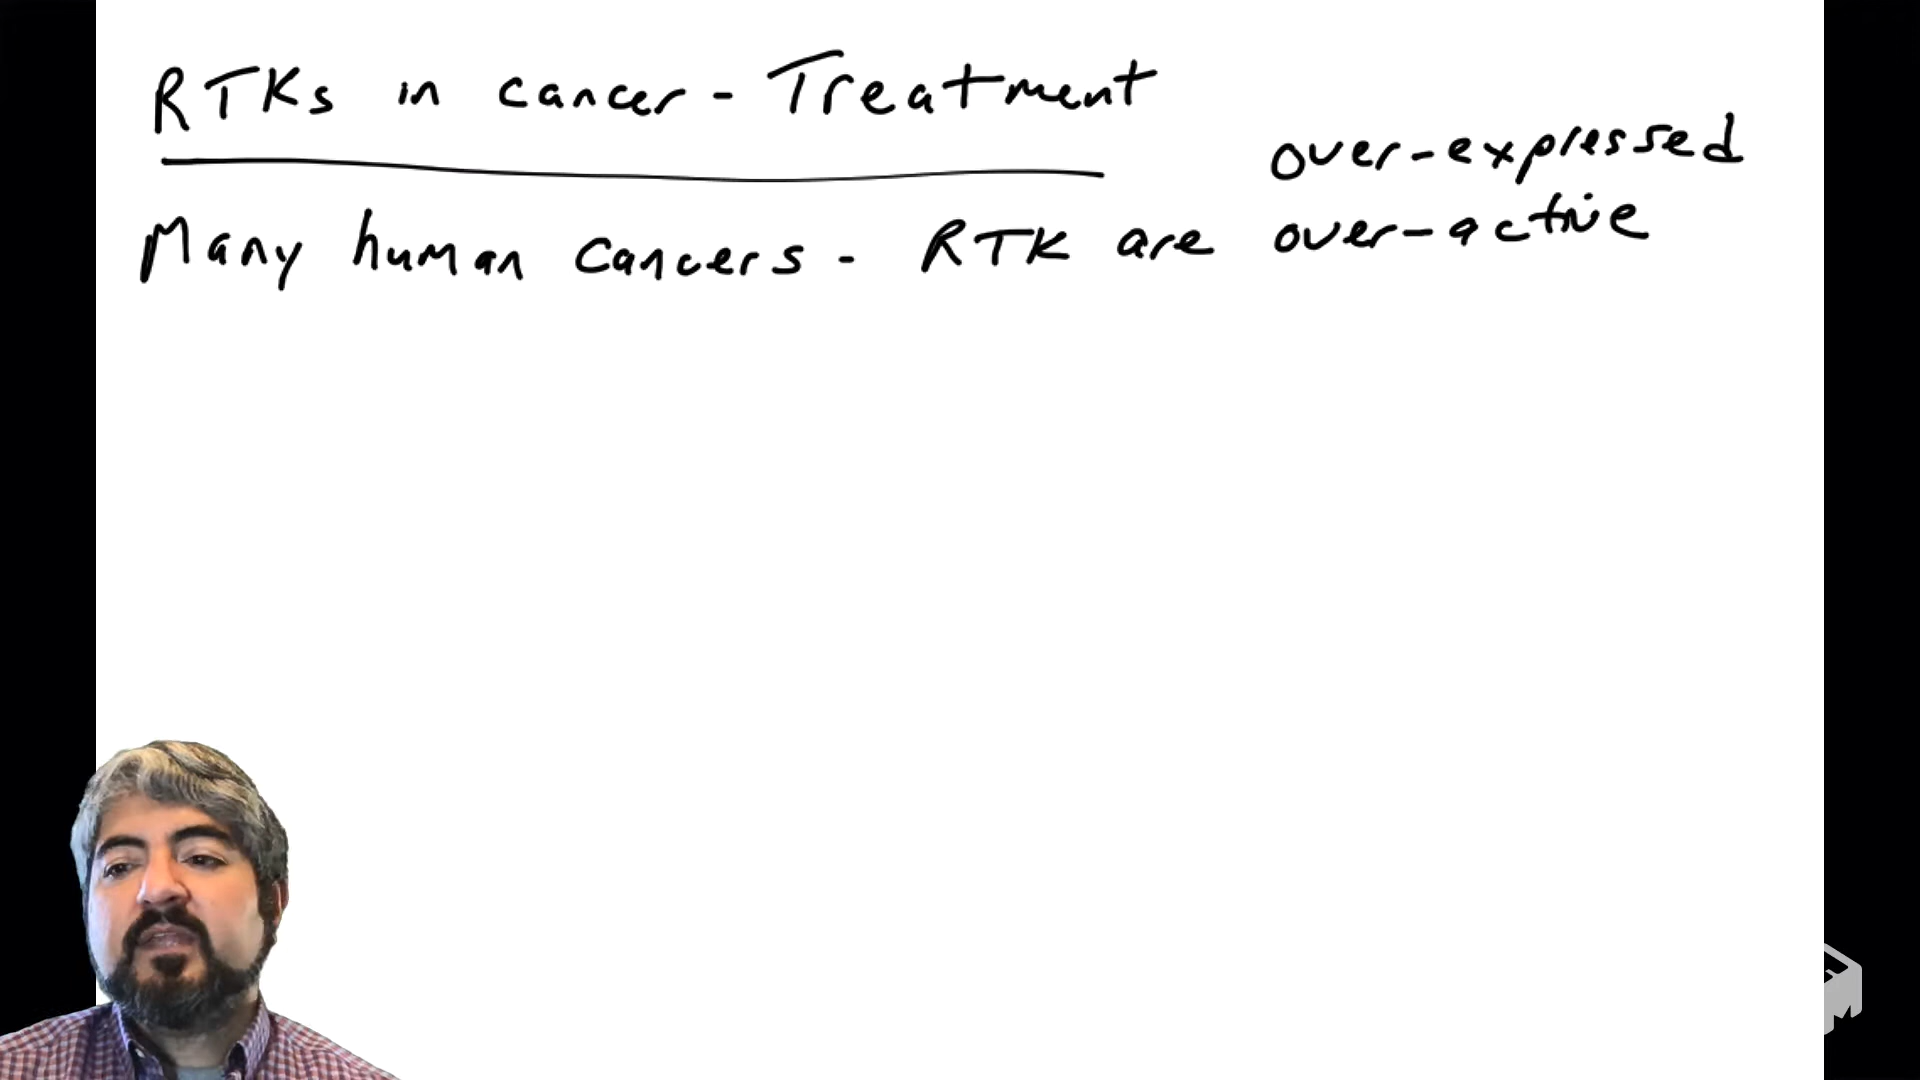 RTKs in cancer - Treatment
over-expressed
Many human cancers - RTK are over-active